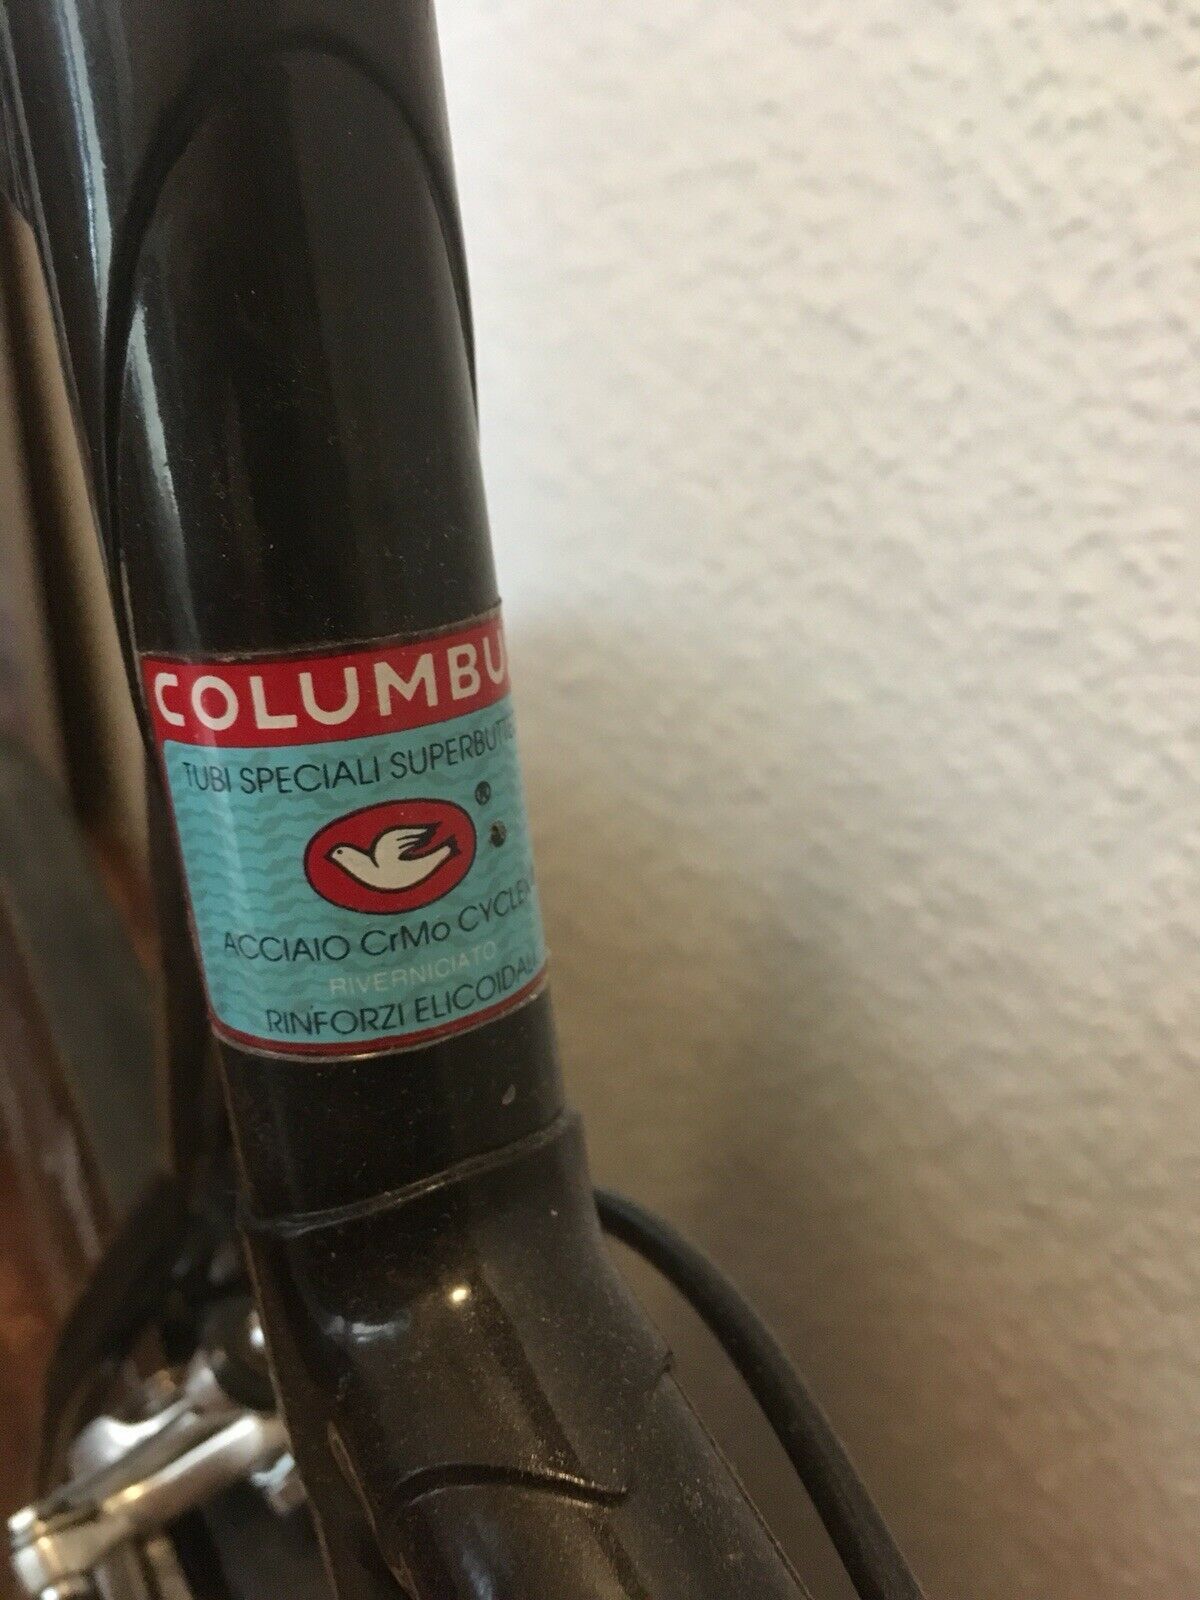 COLUMBU
TUBI SPECIALI SUPERBUTTE
®
ACCIAIO CrMo CYCLEX
RIVERNICIATO
RINFORZI ELICOIDALI